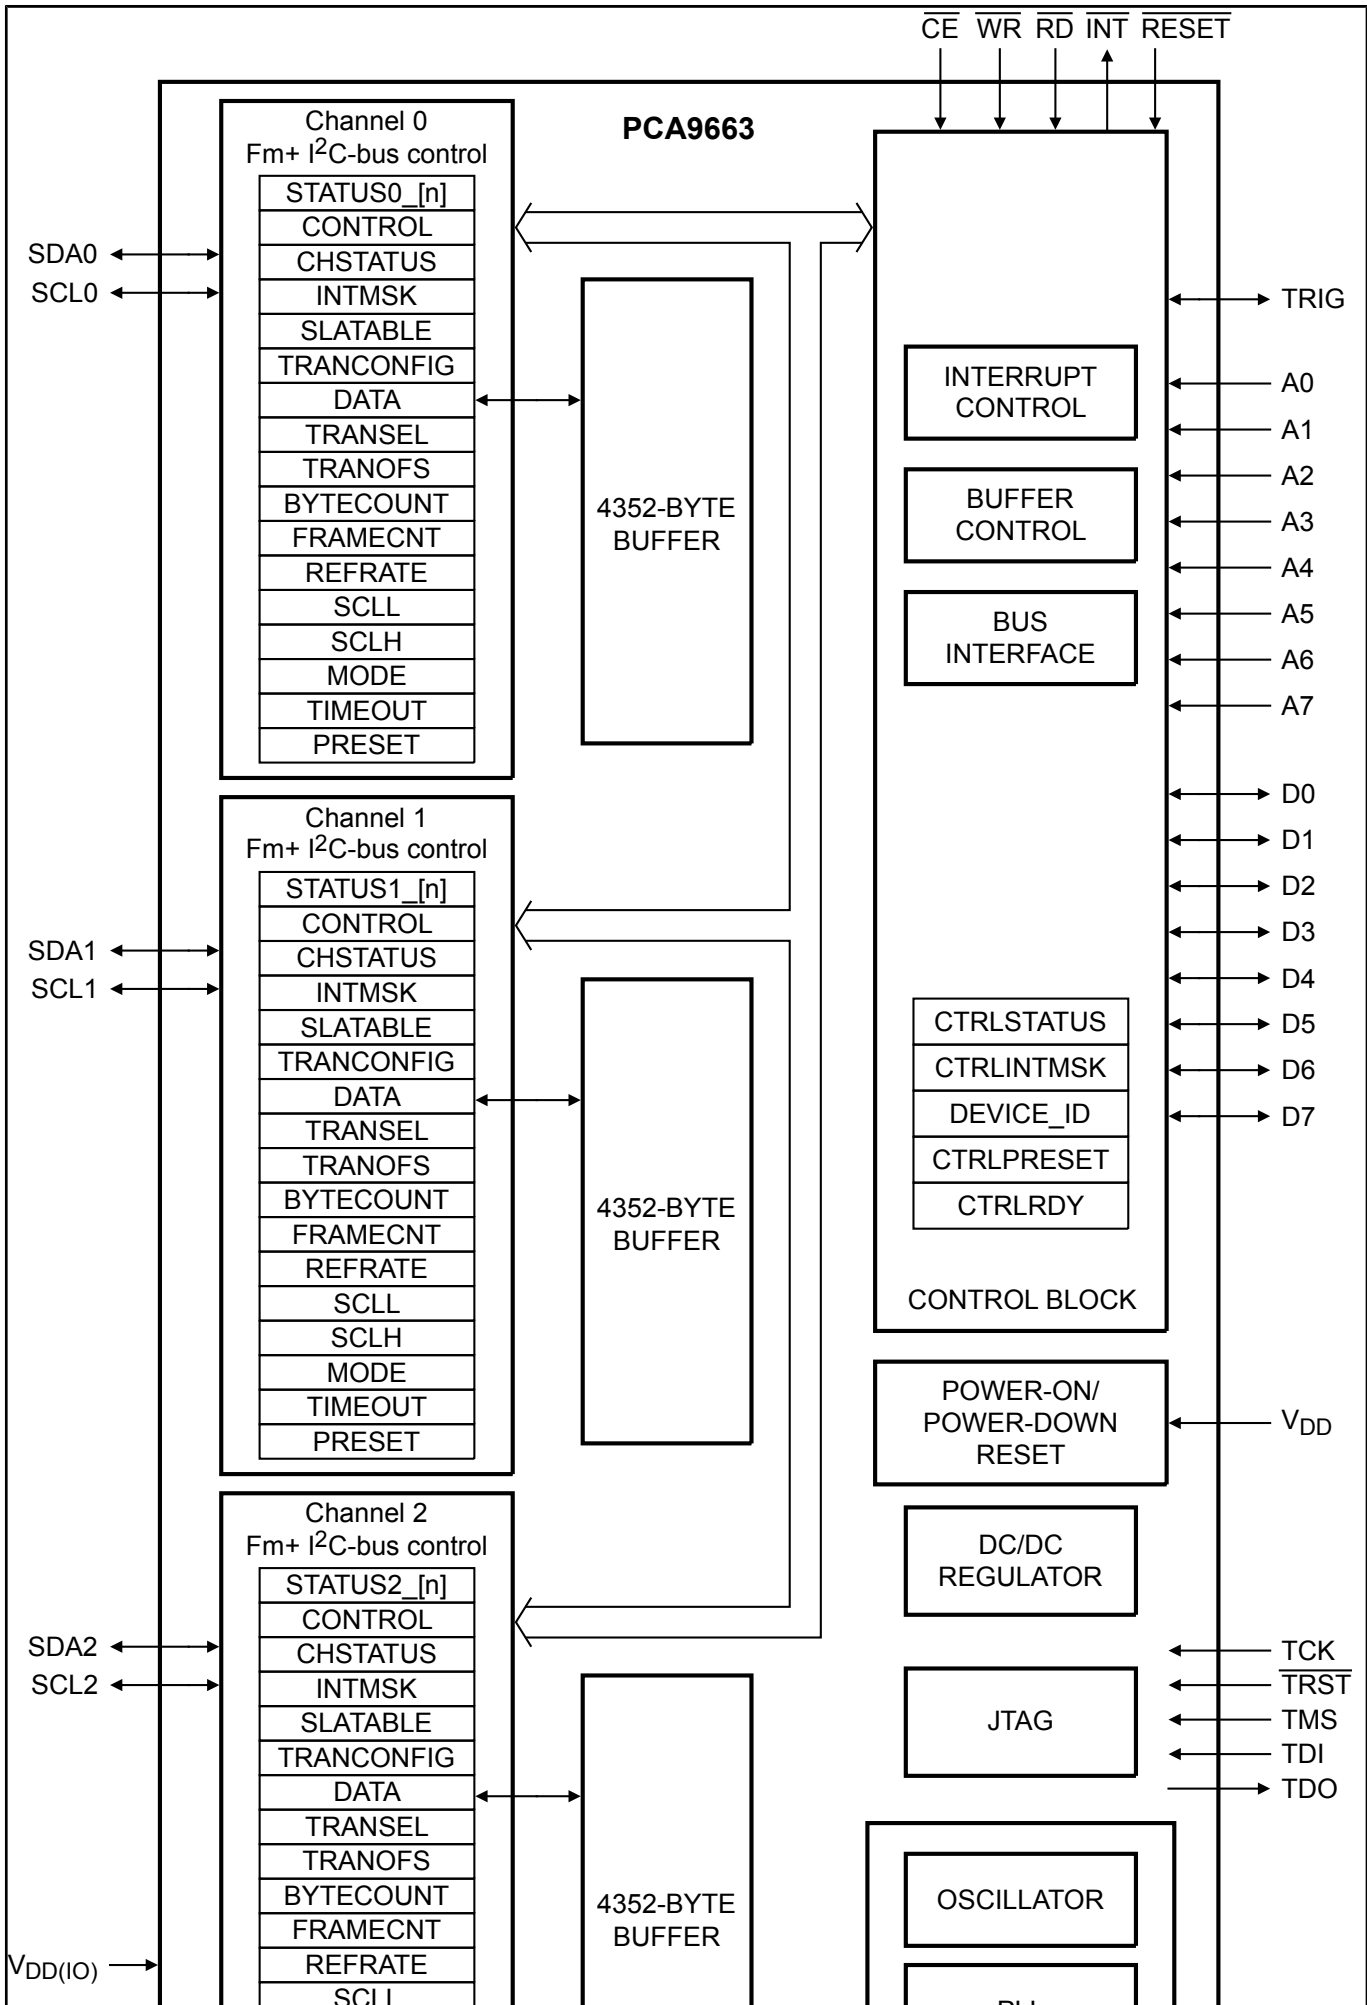 CE WR RD INT RESET
PCA9663
Channel 0
Fm+ I2C-bus control
STATUS0_[n]
CONTROL
CHSTATUS
INTMSK
SLATABLE
TRANCONFIG
DATA
TRANSEL
TRANOFS
BYTECOUNT
FRAMECNT
REFRATE
SCLL
SCLH
MODE
TIMEOUT
PRESET
SDA0
SCL0
4352-BYTE
BUFFER
Channel 1
Fm+ I2C-bus control
STATUS1_[n]
CONTROL
CHSTATUS
INTMSK
SLATABLE
TRANCONFIG
DATA
TRANSEL
TRANOFS
BYTECOUNT
FRAMECNT
REFRATE
SCLL
SCLH
MODE
TIMEOUT
PRESET
SDA1
SCL1
4352-BYTE
BUFFER
Channel 2
Fm+ I2C-bus control
STATUS2_[n]
CONTROL
CHSTATUS
INTMSK
SLATABLE
TRANCONFIG
DATA
TRANSEL
TRANOFS
BYTECOUNT
FRAMECNT
REFRATE
SCLL
SDA2
SCL2
VDD(IO)
4352-BYTE
BUFFER
INTERRUPT
CONTROL
BUFFER
CONTROL
BUS
INTERFACE
CTRLSTATUS
CTRLINTMSK
DEVICE_ID
CTRLPRESET
CTRLRDY
CONTROL BLOCK
POWER-ON/
POWER-DOWN
RESET
DC/DC
REGULATOR
JTAG
OSCILLATOR
TRIG
A0
A1
A2
A3
A4
A5
A6
A7
D0
D1
D2
D3
D4
D5
D6
D7
VDD
TCK
TRST
TMS
TDI
TDO